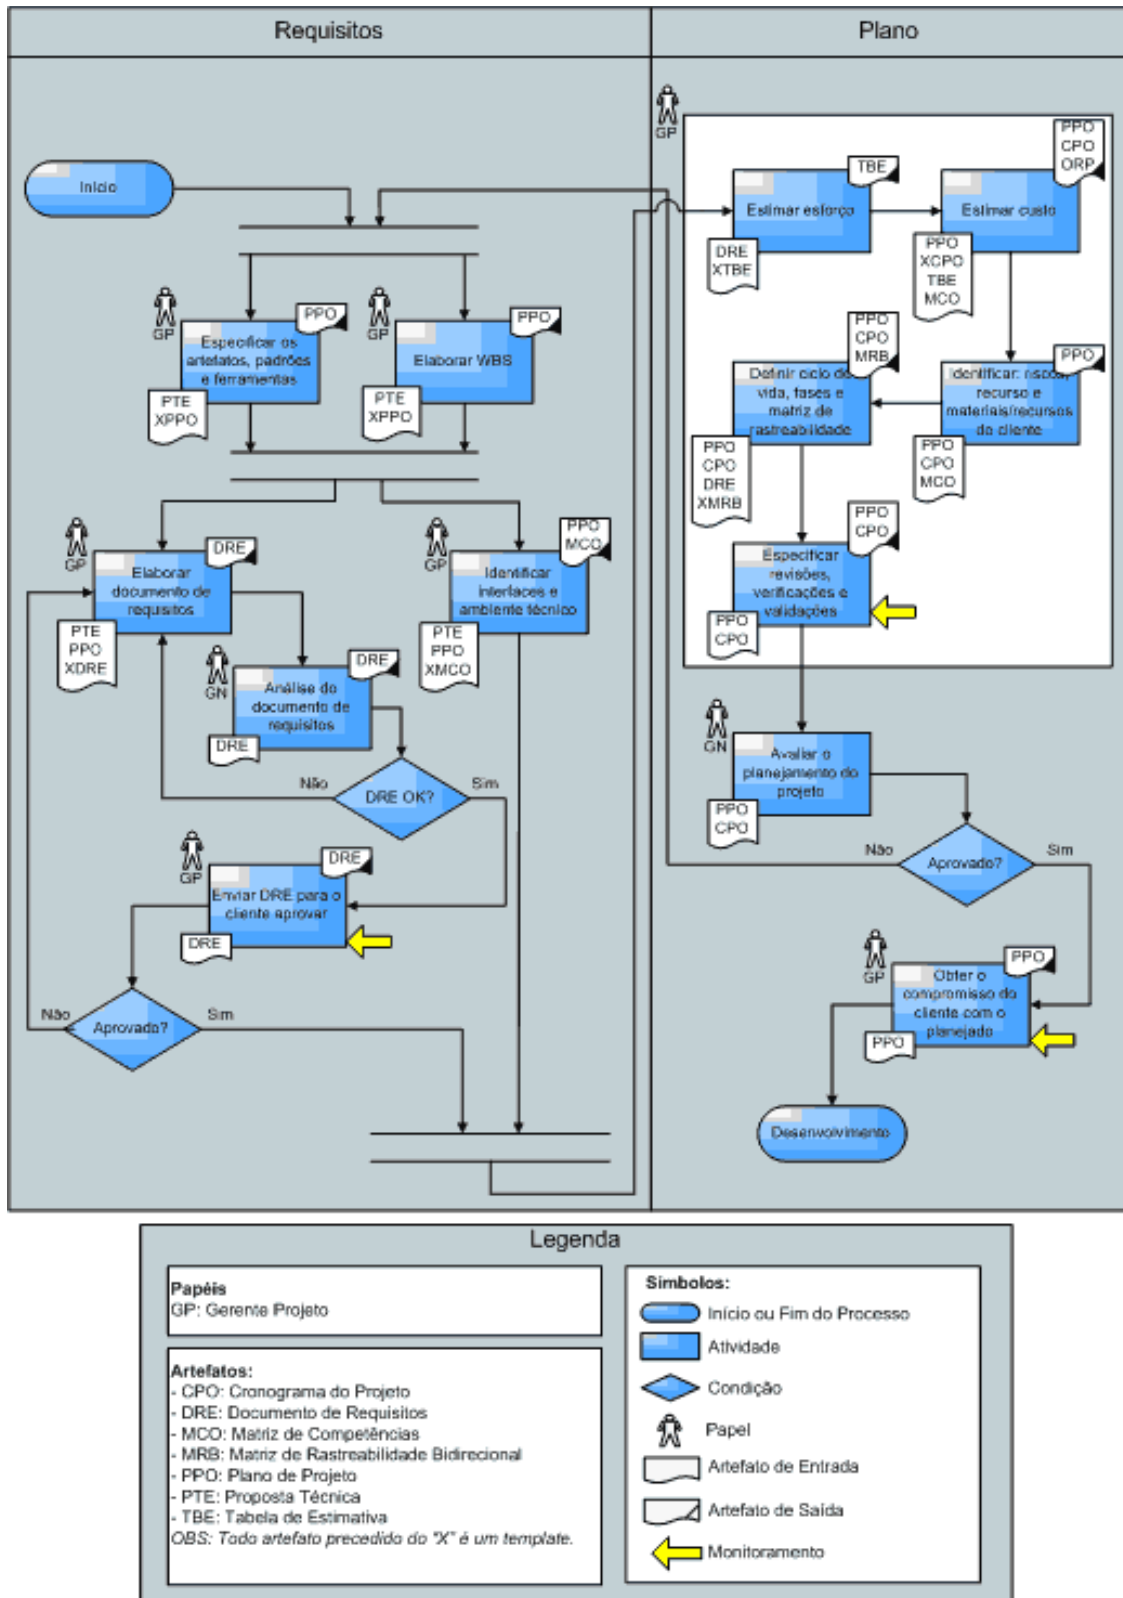 Requisitos
Plano
Início
GP
PPO
Especificar os
artefatos, padrões
e ferramentas
PTE
XPPO
GP
PPO
Elaborar WBS
PTE
XPPO
GP
DRE
Elaborar
documento de
requisitos
PTE
PPO
XDRE
GP
PPO
MCO
Identificar
interfaces e
ambiente técnico
PTE
PPO
XMCO
GN
DRE
Análise do
documento de
requisitos
DRE
Não
DRE OK?
Sim
GP
DRE
Enviar DRE para o
cliente aprovar
DRE
Não
Aprovado?
Sim
GP
TBE
Estimar esforço
DRE
XTBE
PPO
CPO
ORP
Estimar custo
PPO
XCPO
TBE
MCO
PPO
CPO
MRB
Definir ciclo de
vida, fases e
matriz de
rastreabilidade
PPO
CPO
DRE
XMRB
PPO
Identificar: riscos,
recurso e
materiais/recursos
do cliente
PPO
CPO
MCO
PPO
CPO
Especificar
revisões,
verificações e
validações
PPO
CPO
GN
Avaliar o
planejamento do
projeto
PPO
CPO
Não
Aprovado?
Sim
GP
PPO
Obter o
compromisso do
cliente com o
planejado
PPO
Desenvolvimento
Legenda
Papéis
GP: Gerente Projeto
Artefatos:
- CPO: Cronograma do Projeto
- DRE: Documento de Requisitos
- MCO: Matriz de Competências
- MRB: Matriz de Rastreabilidade Bidirecional
- PPO: Plano de Projeto
- PTE: Proposta Técnica
- TBE: Tabela de Estimativa
OBS: Todo artefato precedido do "X" é um template.
Símbolos:
Início ou Fim do Processo
Atividade
Condição
Papel
Artefato de Entrada
Artefato de Saída
Monitoramento